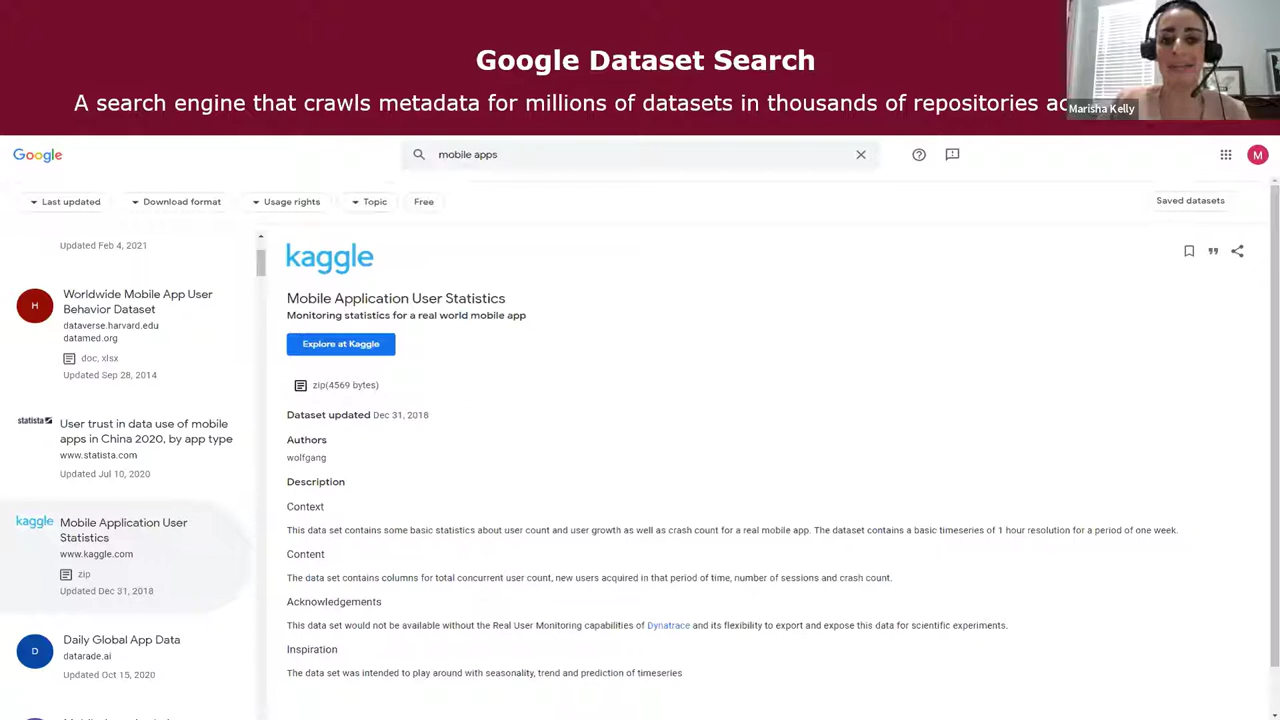 Google Dataset Search
A search engine that crawls metadata for millions of datasets in thousands of repositories
Marisha Kelly
Google
mobile apps
M
Last updated
Download format
Usage rights
Topic
Free
Saved datasets
Updated Feb 4, 2021
H
Worldwide Mobile App User
Behavior Dataset
dataverse.harvard.edu
datamed.org
doc, xlsx
Updated Sep 28, 2014
statista
User trust in data use of mobile
apps in China 2020, by app type
www.statista.com
Updated Jul 10, 2020
kaggle
Mobile Application User
Statistics
www.kaggle.com
zip
Updated Dec 31, 2018
D
Daily Global App Data
datarade.ai
Updated Oct 15, 2020
kaggle
Mobile Application User Statistics
Monitoring statistics for a real world mobile app
Explore at Kaggle
zip(4569 bytes)
Dataset updated Dec 31, 2018
Authors
wolfgang
Description
Context
This data set contains some basic statistics about user count and user growth as well as crash count for a real mobile app. The dataset contains a basic timeseries of 1 hour resolution for a period of one week.
Content
The data set contains columns for total concurrent user count, new users acquired in that period of time, number of sessions and crash count.
Acknowledgements
This data set would not be available without the Real User Monitoring capabilities of Dynatrace and its flexibility to export and expose this data for scientific experiments.
Inspiration
The data set was intended to play around with seasonality, trend and prediction of timeseries